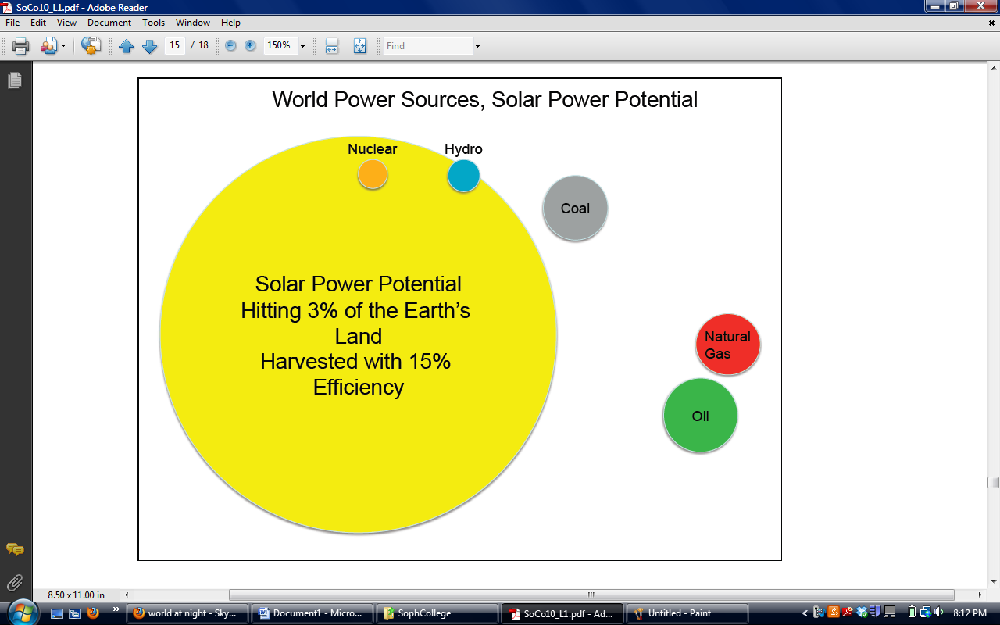 SoCo10_L1.pdf - Adobe Reader
File Edit View Document Tools Window Help
15 / 18 150% Find
World Power Sources, Solar Power Potential
Nuclear Hydro
Coal
Solar Power Potential
Hitting 3% of the Earth's
Land
Harvested with 15%
Efficiency
Natural
Gas
Oil
8.50 x 11.00 in
world at night - Sky... Document1 - Micro... SophCollege SoCo10_L1.pdf - Ad... Untitled - Paint 8:12 PM